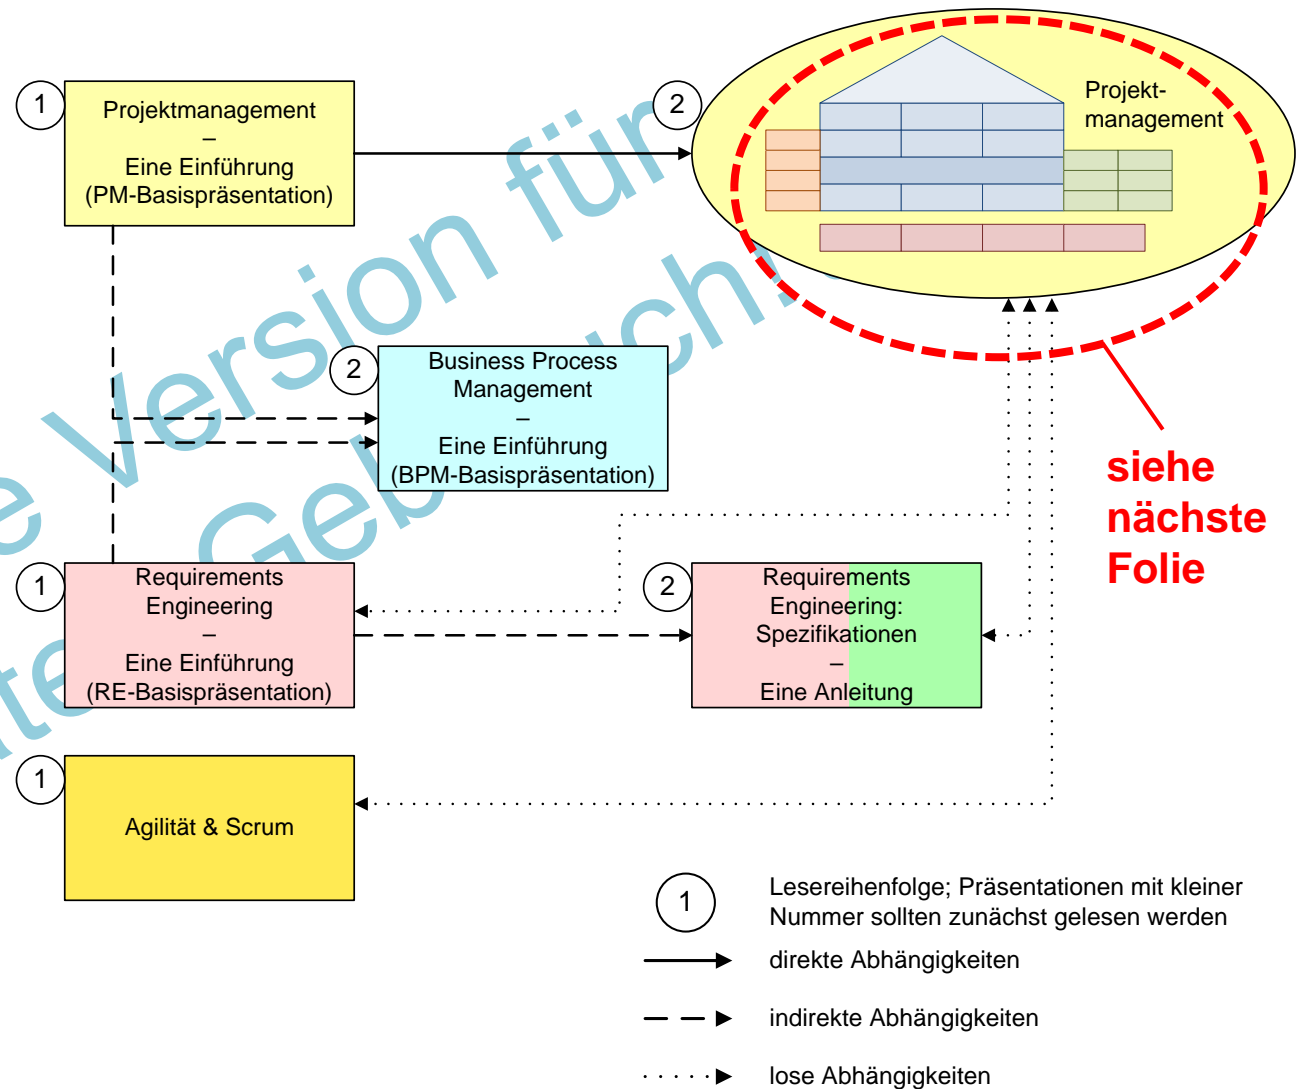 1
Projektmanagement
–
Eine Einführung
(PM-Basispräsentation)
2
Projekt-
management
2
Business Process
Management
–
Eine Einführung
(BPM-Basispräsentation)
siehe
nächste
Folie
1
Requirements
Engineering
–
Eine Einführung
(RE-Basispräsentation)
2
Requirements
Engineering:
Spezifikationen
–
Eine Anleitung
1
Agilität & Scrum
1
Lesereihenfolge; Präsentationen mit kleiner
Nummer sollten zunächst gelesen werden
direkte Abhängigkeiten
indirekte Abhängigkeiten
lose Abhängigkeiten
Version für